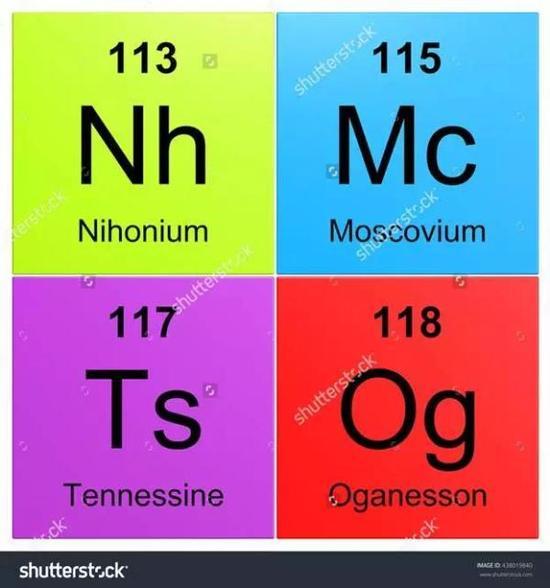 113
Nh
Nihonium
115
Mc
Moscovium
117
Ts
Tennessine
118
Og
Oganesson
shutterstock
shutterstock
shutterstock
shutterstock
shutterstock
shutterstock
IMAGE ID: 438019840
www.shutterstock.com